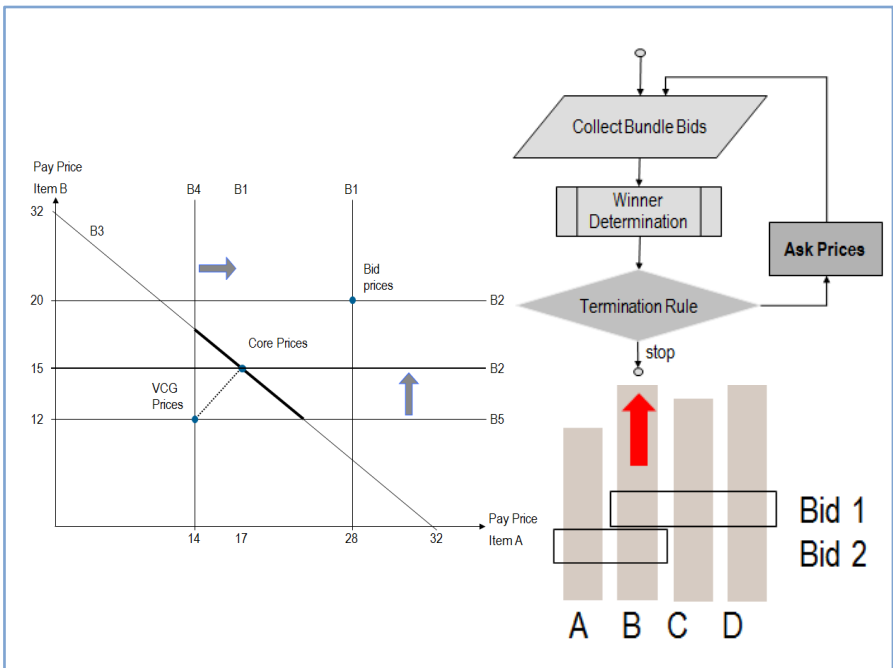 Pay Price
Item B
B4
B1
B1
32
B3
20
Bid
prices
B2
Core Prices
15
B2
VCG
Prices
12
B5
14
17
28
32
Pay Price
Item A
Collect Bundle Bids
Winner
Determination
Ask Prices
Termination Rule
stop
Bid 1
Bid 2
A
B
C
D